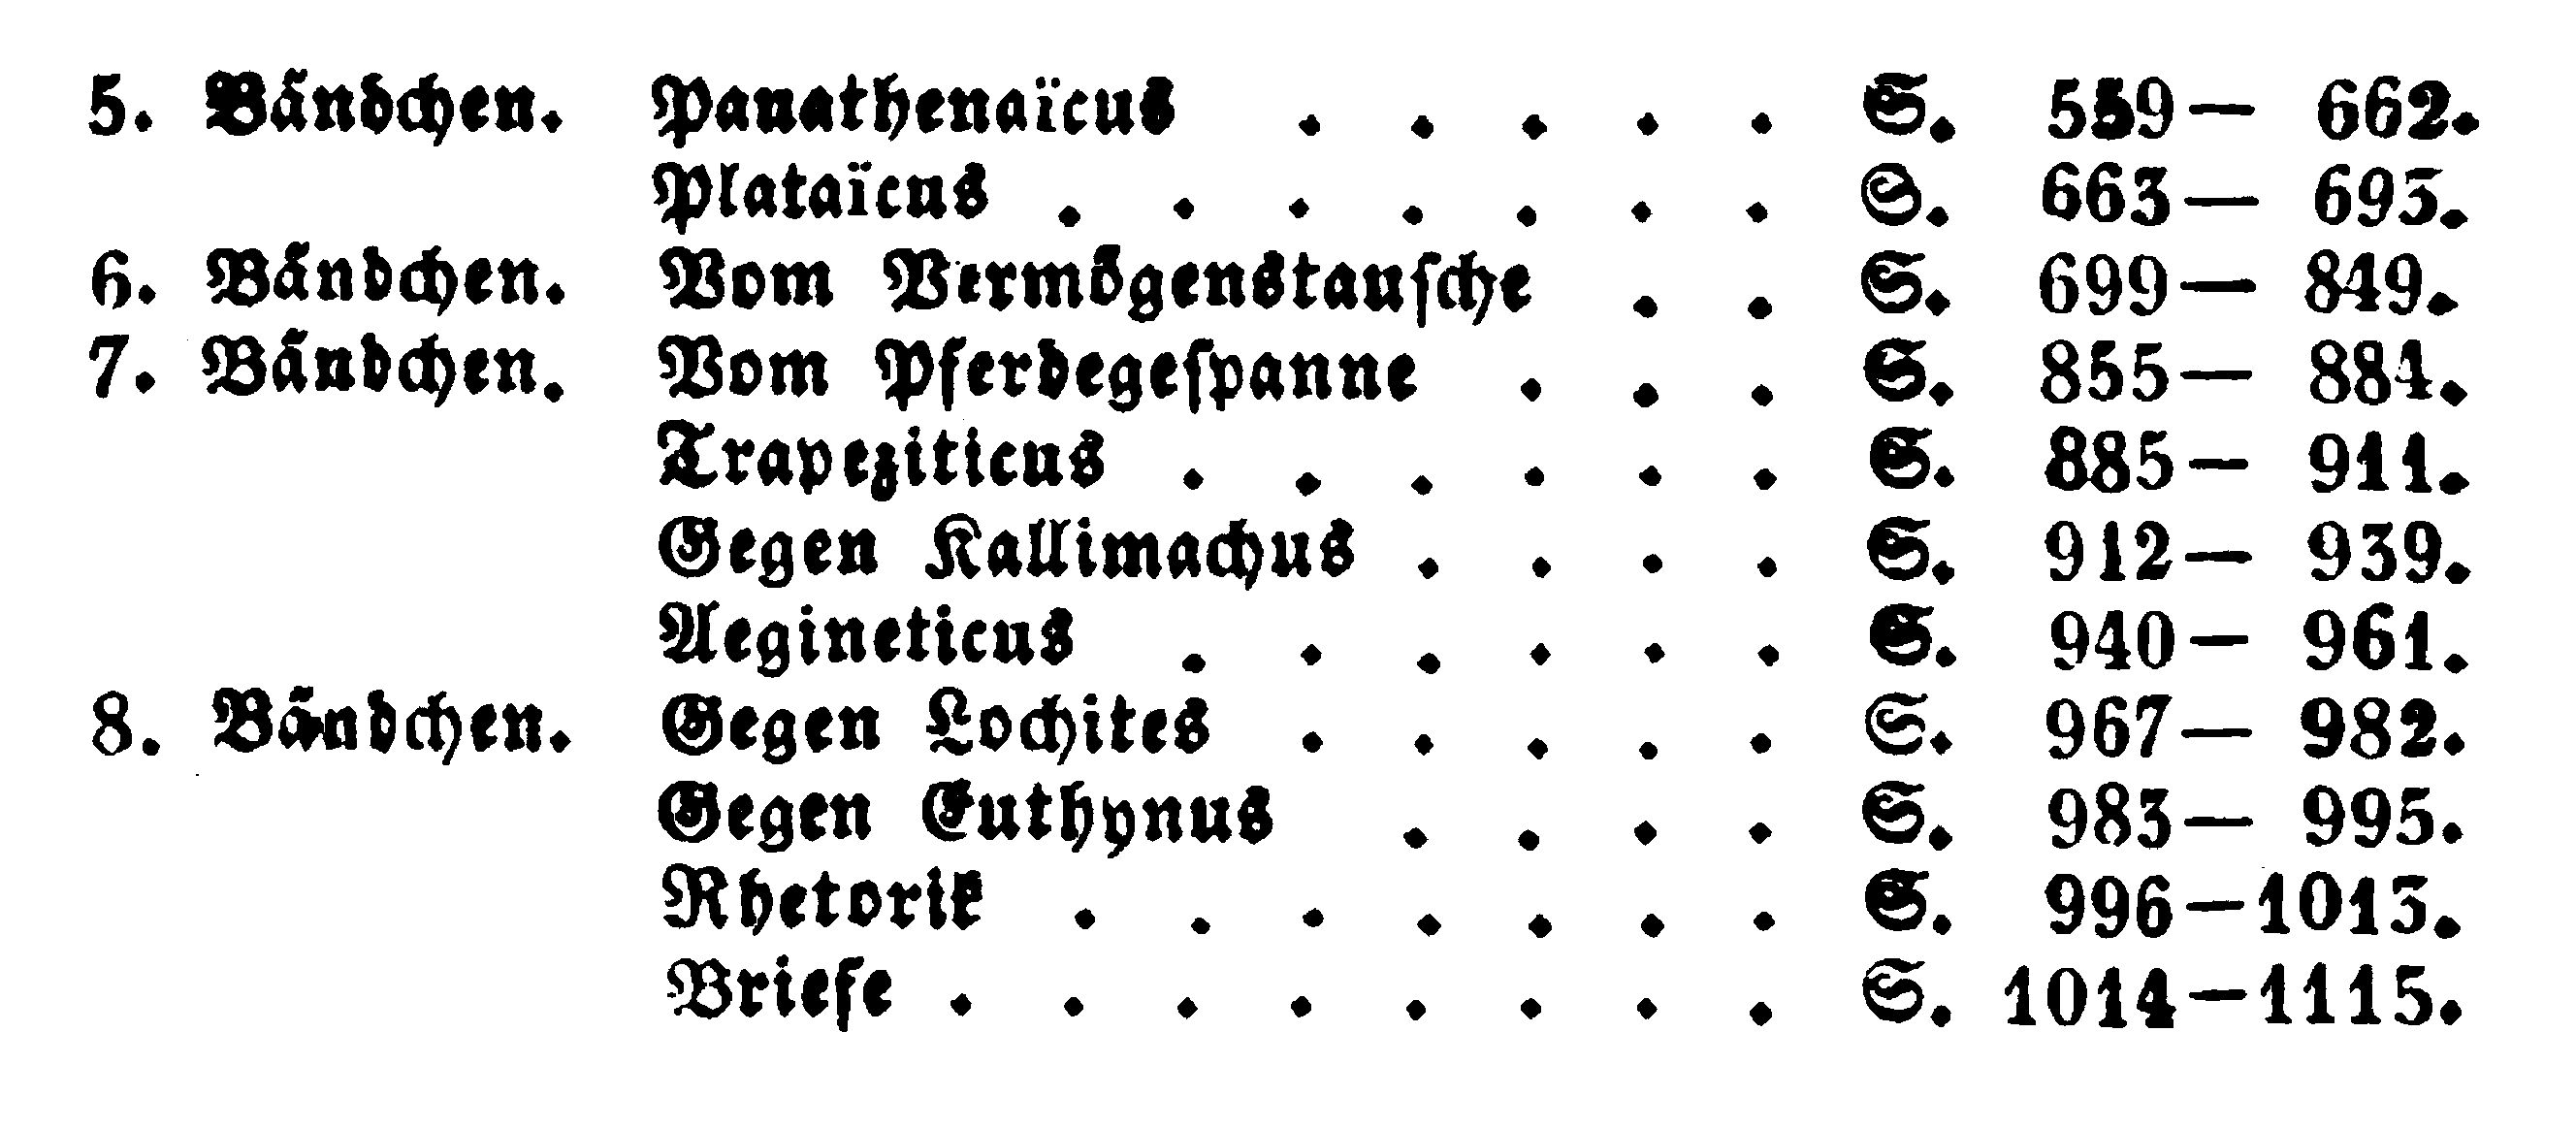 5. Bändchen. Panathenaïcus . . . . . S. 559— 662.
Plataïcus . . . . . . . S. 663— 693.
6. Bändchen. Vom Vermögenstauſche . . S. 699— 849.
7. Bändchen. Vom Pferdegeſpanne . . . S. 855— 884.
Trapeziticus . . . . . . S. 885— 911.
Gegen Kallimachus . . . . S. 912— 939.
Aegineticus . . . . . . S. 940— 961.
8. Bändchen. Gegen Lochites . . . . . S. 967— 982.
Gegen Euthynus . . . . S. 983— 995.
Rhetorik . . . . . . . S. 996—1013.
Briefe . . . . . . . . S. 1014—1115.